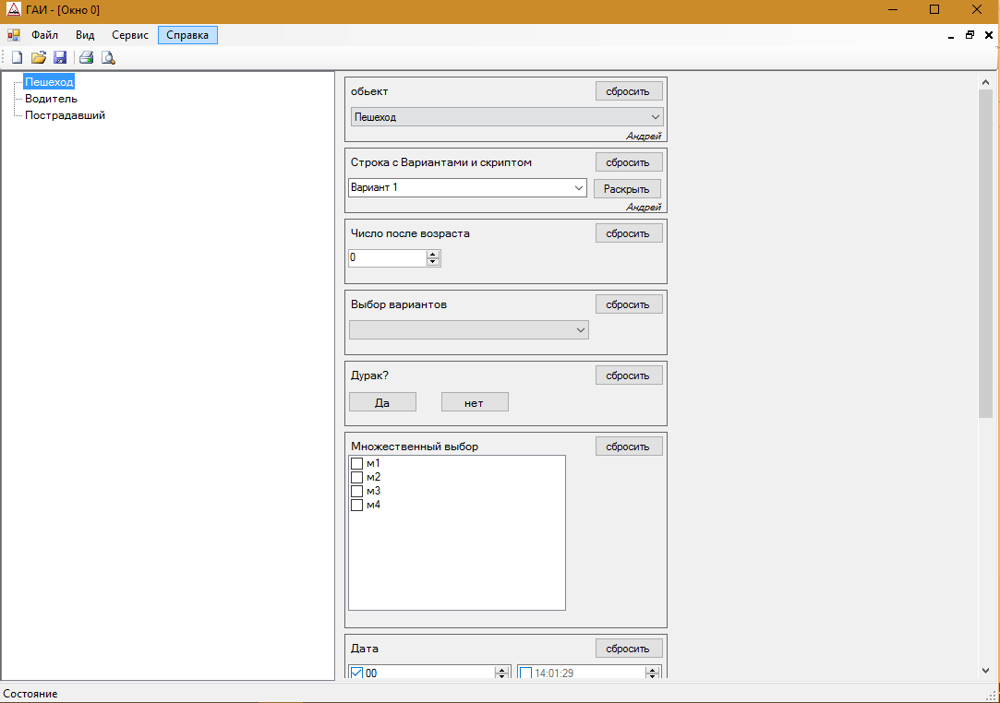 ГАИ - [Окно 0]
Файл Вид Сервис Справка
Пешеход
Водитель
Пострадавший
обьект сбросить
Пешеход
Андрей
Строка с Вариантами и скриптом сбросить
Вариант 1 Раскрыть
Андрей
Число после возраста сбросить
0
Выбор вариантов сбросить
Дурак? сбросить
Да нет
Множественный выбор сбросить
м1
м2
м3
м4
Дата сбросить
00 14:01:29
Состояние